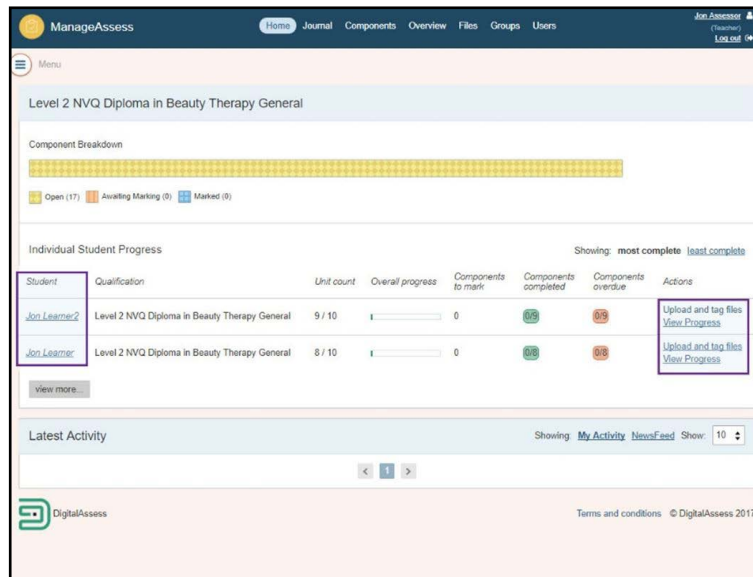 ManageAssess
Home Journal Components Overview Files Groups Users
Jon Assessor
(Teacher)
Log out
Menu
Level 2 NVQ Diploma in Beauty Therapy General
Component Breakdown
Open (17) Awaiting Marking (0) Marked (0)
Individual Student Progress
Showing: most complete least complete
Student Qualification Unit count Overall progress Components to mark Components completed Components overdue Actions
Jon Learner2 Level 2 NVQ Diploma in Beauty Therapy General 9 / 10 0 0/9 0/9 Upload and tag files
View Progress
Jon Learner Level 2 NVQ Diploma in Beauty Therapy General 8 / 10 0 0/8 0/8 Upload and tag files
View Progress
view more...
Latest Activity
Showing: My Activity NewsFeed Show: 10
< 1 >
DigitalAssess
Terms and conditions © DigitalAssess 2017